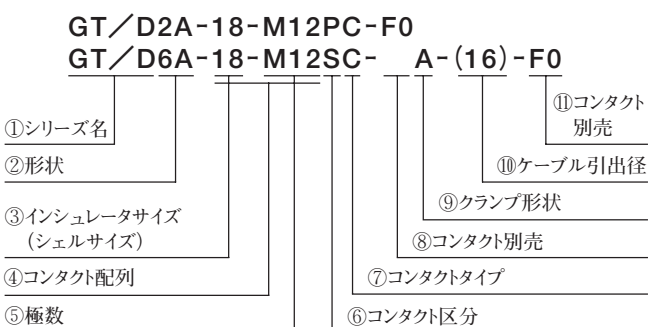 GT／D2A-18-M12PC-F0
GT／D6A-18-M12SC-　A-(16)-F0
①シリーズ名
②形状
③インシュレータサイズ
(シェルサイズ)
④コンタクト配列
⑤極数
⑥コンタクト区分
⑦コンタクトタイプ
⑧コンタクト別売
⑨クランプ形状
⑩ケーブル引出径
⑪コンタクト
別売